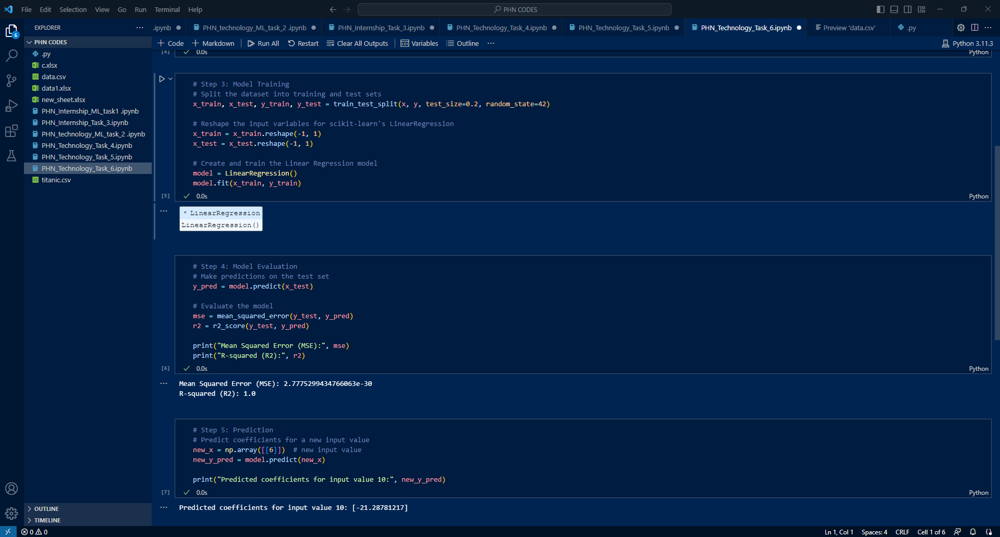 File Edit Selection View Go Run Terminal Help
PHN CODES
EXPLORER
.ipynb
PHN_technology_ML_task_2 .ipynb
PHN_Internship_Task_3.ipynb
PHN_Technology_Task_4.ipynb
PHN_Technology_Task_5.ipynb
PHN_Technology_Task_6.ipynb
Preview 'data.csv'
.py
PHN CODES
.py
c.xlsx
data.csv
data1.xlsx
new_sheet.xlsx
PHN_Internship_ML_task1 .ipynb
PHN_Internship_Task_3.ipynb
PHN_technology_ML_task_2 .ipynb
PHN_Technology_Task_4.ipynb
PHN_Technology_Task_5.ipynb
PHN_Technology_Task_6.ipynb
titanic.csv
OUTLINE
TIMELINE
6
Code Markdown Run All Restart Clear All Outputs Variables Outline
Python 3.11.3
[4] 0.0s Python
# Step 3: Model Training
# Split the dataset into training and test sets
x_train, x_test, y_train, y_test = train_test_split(x, y, test_size=0.2, random_state=42)
# Reshape the input variables for scikit-learn's LinearRegression
x_train = x_train.reshape(-1, 1)
x_test = x_test.reshape(-1, 1)
# Create and train the Linear Regression model
model = LinearRegression()
model.fit(x_train, y_train)
[5] 0.0s Python
LinearRegression
LinearRegression()
# Step 4: Model Evaluation
# Make predictions on the test set
y_pred = model.predict(x_test)
# Evaluate the model
mse = mean_squared_error(y_test, y_pred)
r2 = r2_score(y_test, y_pred)
print("Mean Squared Error (MSE):", mse)
print("R-squared (R2):", r2)
[6] 0.0s Python
Mean Squared Error (MSE): 2.7775299434766063e-30
R-squared (R2): 1.0
# Step 5: Prediction
# Predict coefficients for a new input value
new_x = np.array([[6]]) # new input value
new_y_pred = model.predict(new_x)
print("Predicted coefficients for input value 10:", new_y_pred)
[7] 0.0s Python
Predicted coefficients for input value 10: [-21.28781217]
0 0
Ln 1, Col 1 Spaces: 4 CRLF Cell 1 of 6